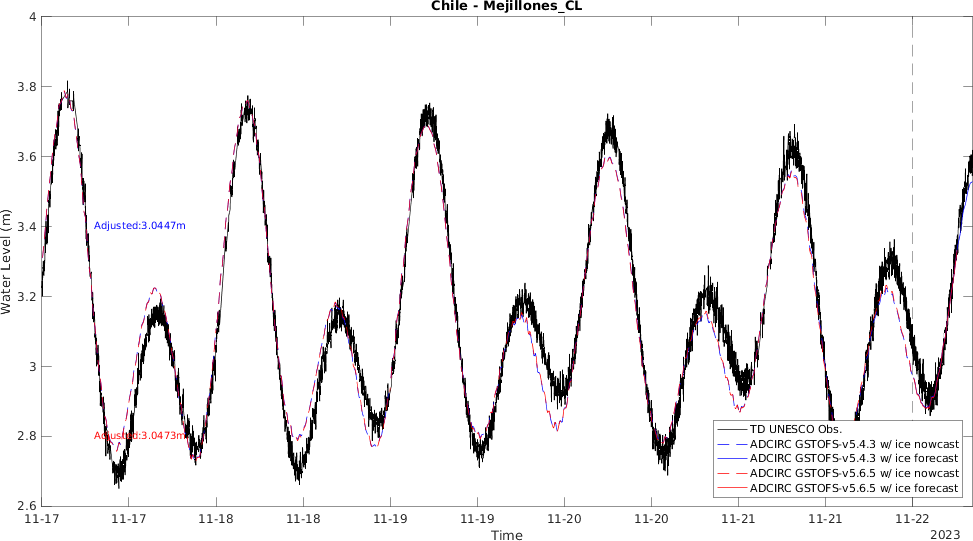 Chile - Mejillones_CL
4
3.8
3.6
3.4
3.2
3
2.8
2.6
Water Level (m)
Adjusted:3.0447m
Adjusted:3.0473m
TD UNESCO Obs.
ADCIRC GSTOFS-v5.4.3 w/ ice nowcast
ADCIRC GSTOFS-v5.4.3 w/ ice forecast
ADCIRC GSTOFS-v5.6.5 w/ ice nowcast
ADCIRC GSTOFS-v5.6.5 w/ ice forecast
11-17 11-17 11-18 11-18 11-19 11-19 11-20 11-20 11-21 11-21 11-22
Time
2023